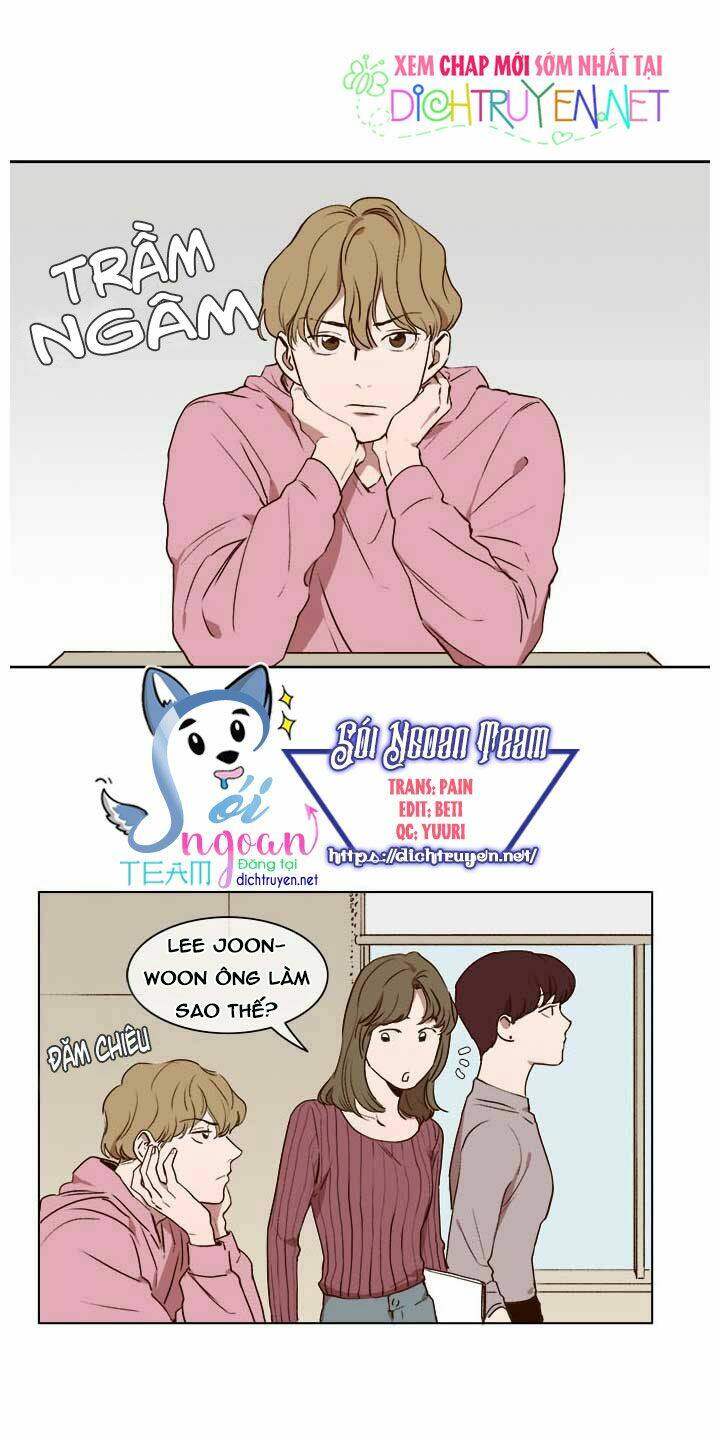 XEM CHAP MỚI SỚM NHẤT TẠI
DICHTRUYEN.NET
TRẦM
NGÂM
Sói Ngoan Team
TRANS: PAIN
EDIT: BETI
QC: YUURI
https://dichtruyen.net/
Sói
ngoan
TEAM
Đăng tại
dichtruyen.net
LEE JOON-
WOON ÔNG LÀM
SAO THẾ?
ĐĂM CHIÊU